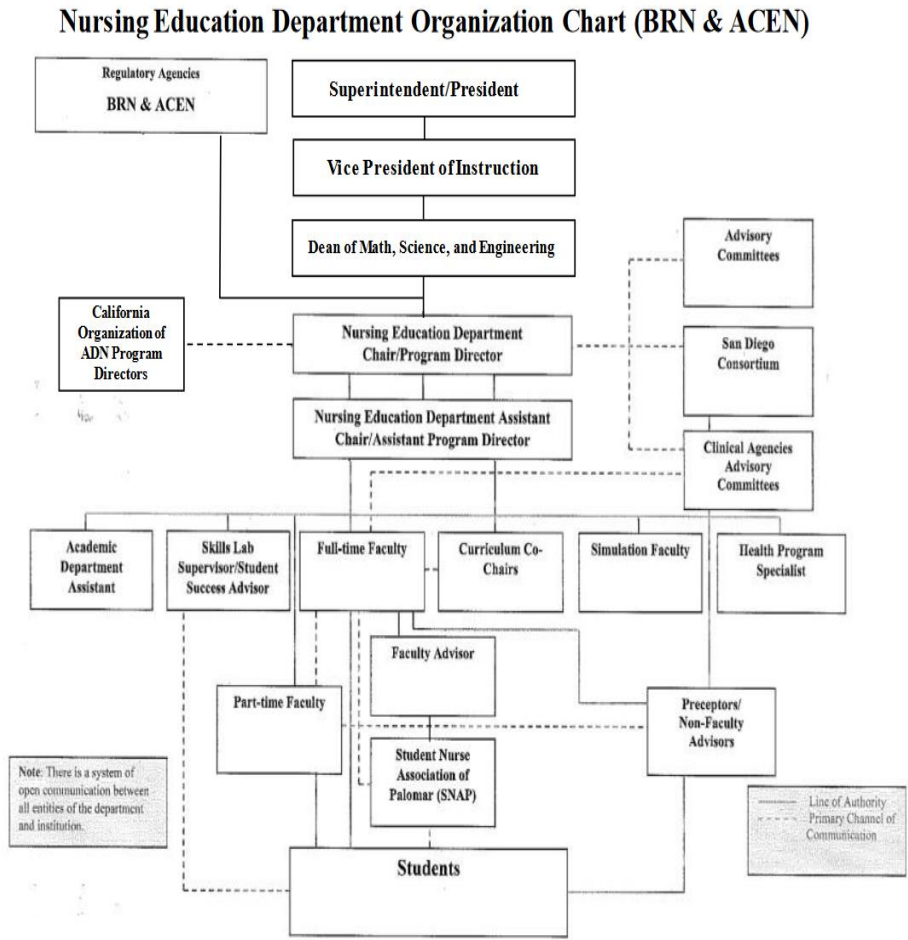 Nursing Education Department Organization Chart (BRN & ACEN)
Regulatory Agencies
BRN & ACEN
Superintendent/President
Vice President of Instruction
Dean of Math, Science, and Engineering
Advisory
Committees
California
Organization of
ADN Program
Directors
Nursing Education Department
Chair/Program Director
San Diego
Consortium
Nursing Education Department Assistant
Chair/Assistant Program Director
Clinical Agencies
Advisory
Committees
Academic
Department
Assistant
Skills Lab
Supervisor/Student
Success Advisor
Full-time Faculty
Curriculum Co-
Chairs
Simulation Faculty
Health Program
Specialist
Faculty Advisor
Part-time Faculty
Preceptors/
Non-Faculty
Advisors
Student Nurse
Association of
Palomar (SNAP)
Note: There is a system of
open communication between
all entities of the department
and institution.
Line of Authority
Primary Channel of
Communication
Students